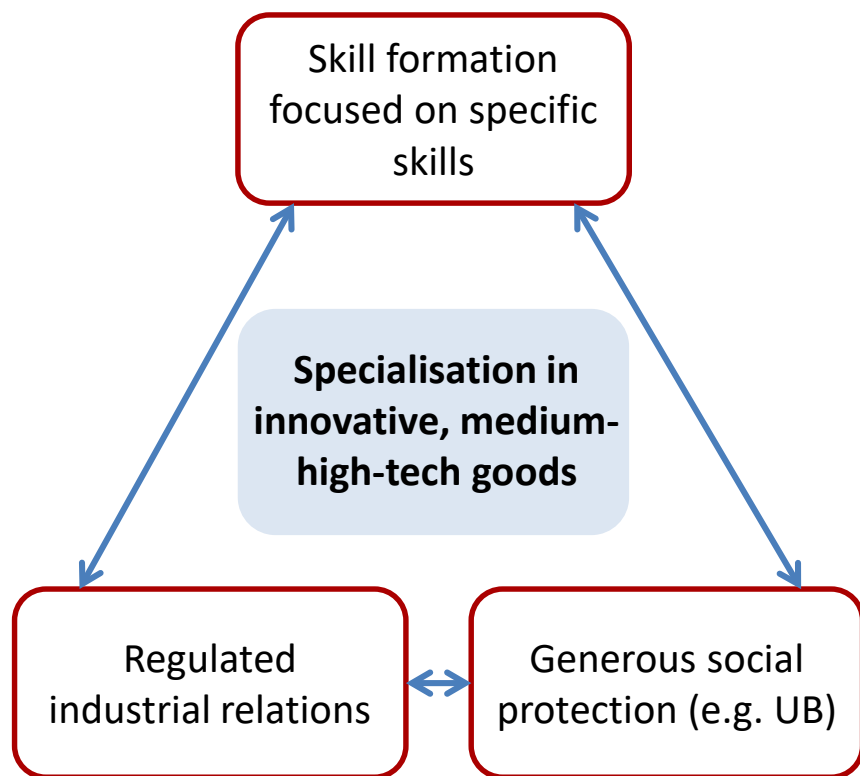 Skill formation
focused on specific
skills
Specialisation in
innovative, medium-
high-tech goods
Regulated
industrial relations
Generous social
protection (e.g. UB)